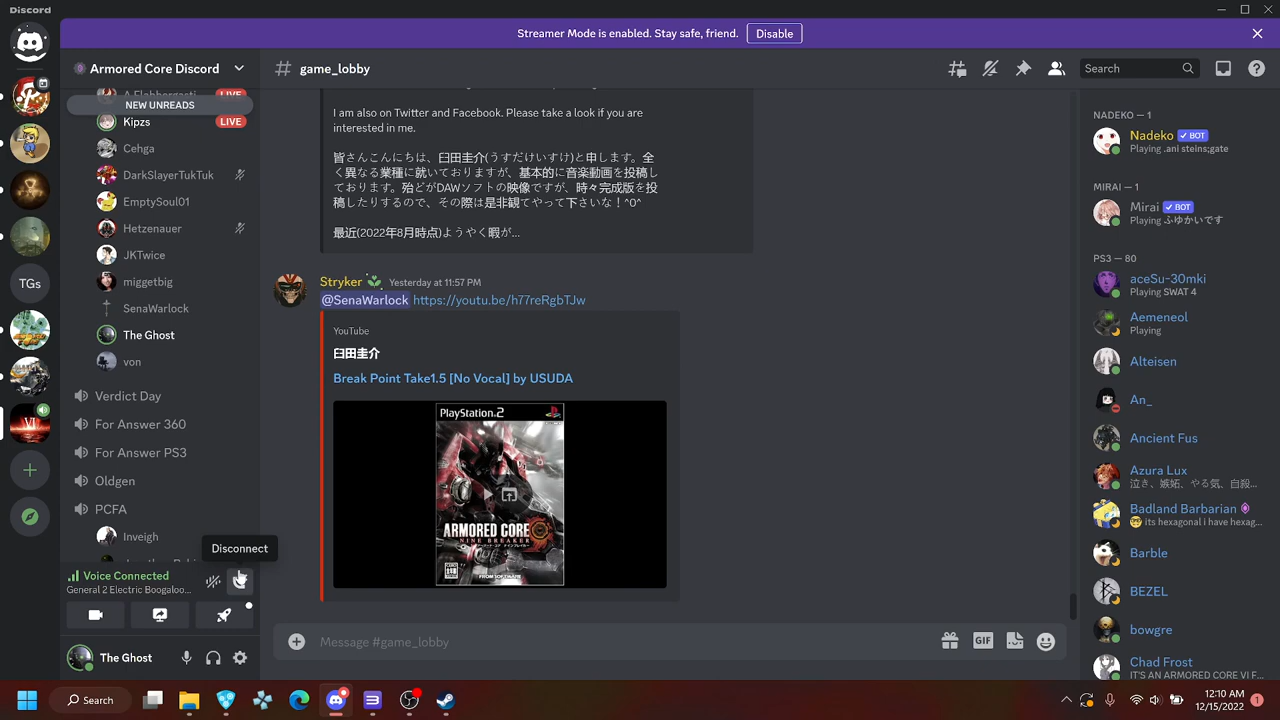 Discord
Streamer Mode is enabled. Stay safe, friend.
Disable
Armored Core Discord
game_lobby
Search
LIVE
NEW UNREADS
Kipzs
LIVE
Cehga
DarkSlayerTukTuk
EmptySoul01
Hetzenauer
JKTwice
miggetbig
SenaWarlock
The Ghost
von
Verdict Day
For Answer 360
For Answer PS3
Oldgen
PCFA
Inveigh
Disconnect
Voice Connected
General 2 Electric Boogaloo...
The Ghost
TGs
VI
I am also on Twitter and Facebook. Please take a look if you are
interested in me.
皆さんこんにちは、臼田圭介(うすだけいすけ)と申します。全
く異なる業種に就いておりますが、基本的に音楽動画を投稿し
ております。殆どがDAWソフトの映像ですが、時々完成版を投
稿したりするので、その際は是非観てやって下さいな！^0^
最近(2022年8月時点)ようやく暇が...
Stryker Yesterday at 11:57 PM
@SenaWarlock https://youtu.be/h77reRgbTJw
YouTube
臼田圭介
Break Point Take1.5 [No Vocal] by USUDA
PlayStation.2
ARMORED CORE
NINE BREAKER
FROM SOFTWARE
Message #game_lobby
GIF
NADEKO — 1
Nadeko BOT
Playing .ani steins;gate
MIRAI — 1
Mirai BOT
Playing ふゆかいです
PS3 — 80
aceSu-30mki
Playing SWAT 4
Aemeneol
Playing
Alteisen
An_
Ancient Fus
Azura Lux
泣き、嫉妬、やる気、自殺...
Badland Barbarian
its hexagonal i have hexag...
Barble
BEZEL
bowgre
Chad Frost
IT'S AN ARMORED CORE VI F...
Search
12:10 AM
12/15/2022
1